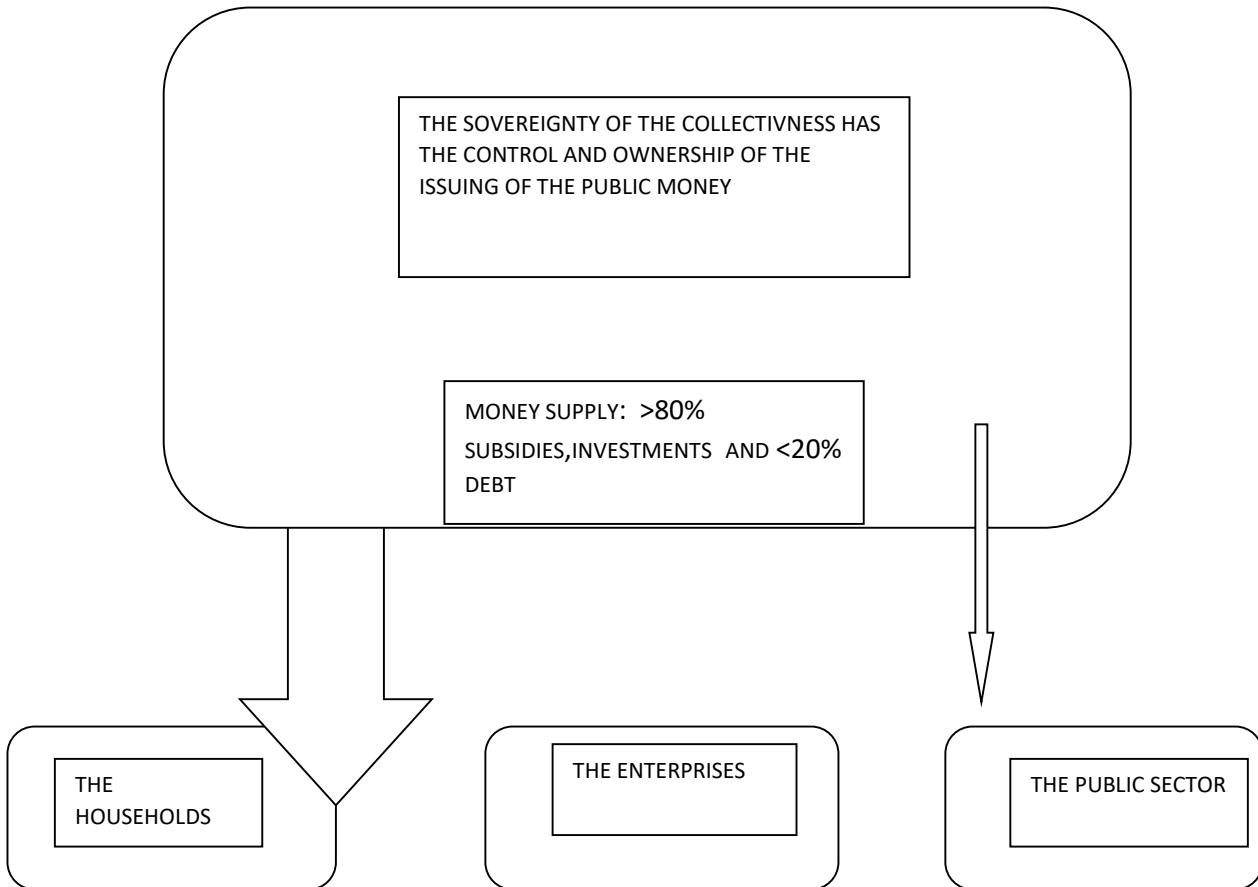 THE SOVEREIGNTY OF THE COLLECTIVNESS HAS
THE CONTROL AND OWNERSHIP OF THE
ISSUING OF THE PUBLIC MONEY
MONEY SUPPLY: >80%
SUBSIDIES,INVESTMENTS AND <20%
DEBT
THE
HOUSEHOLDS
THE ENTERPRISES
THE PUBLIC SECTOR